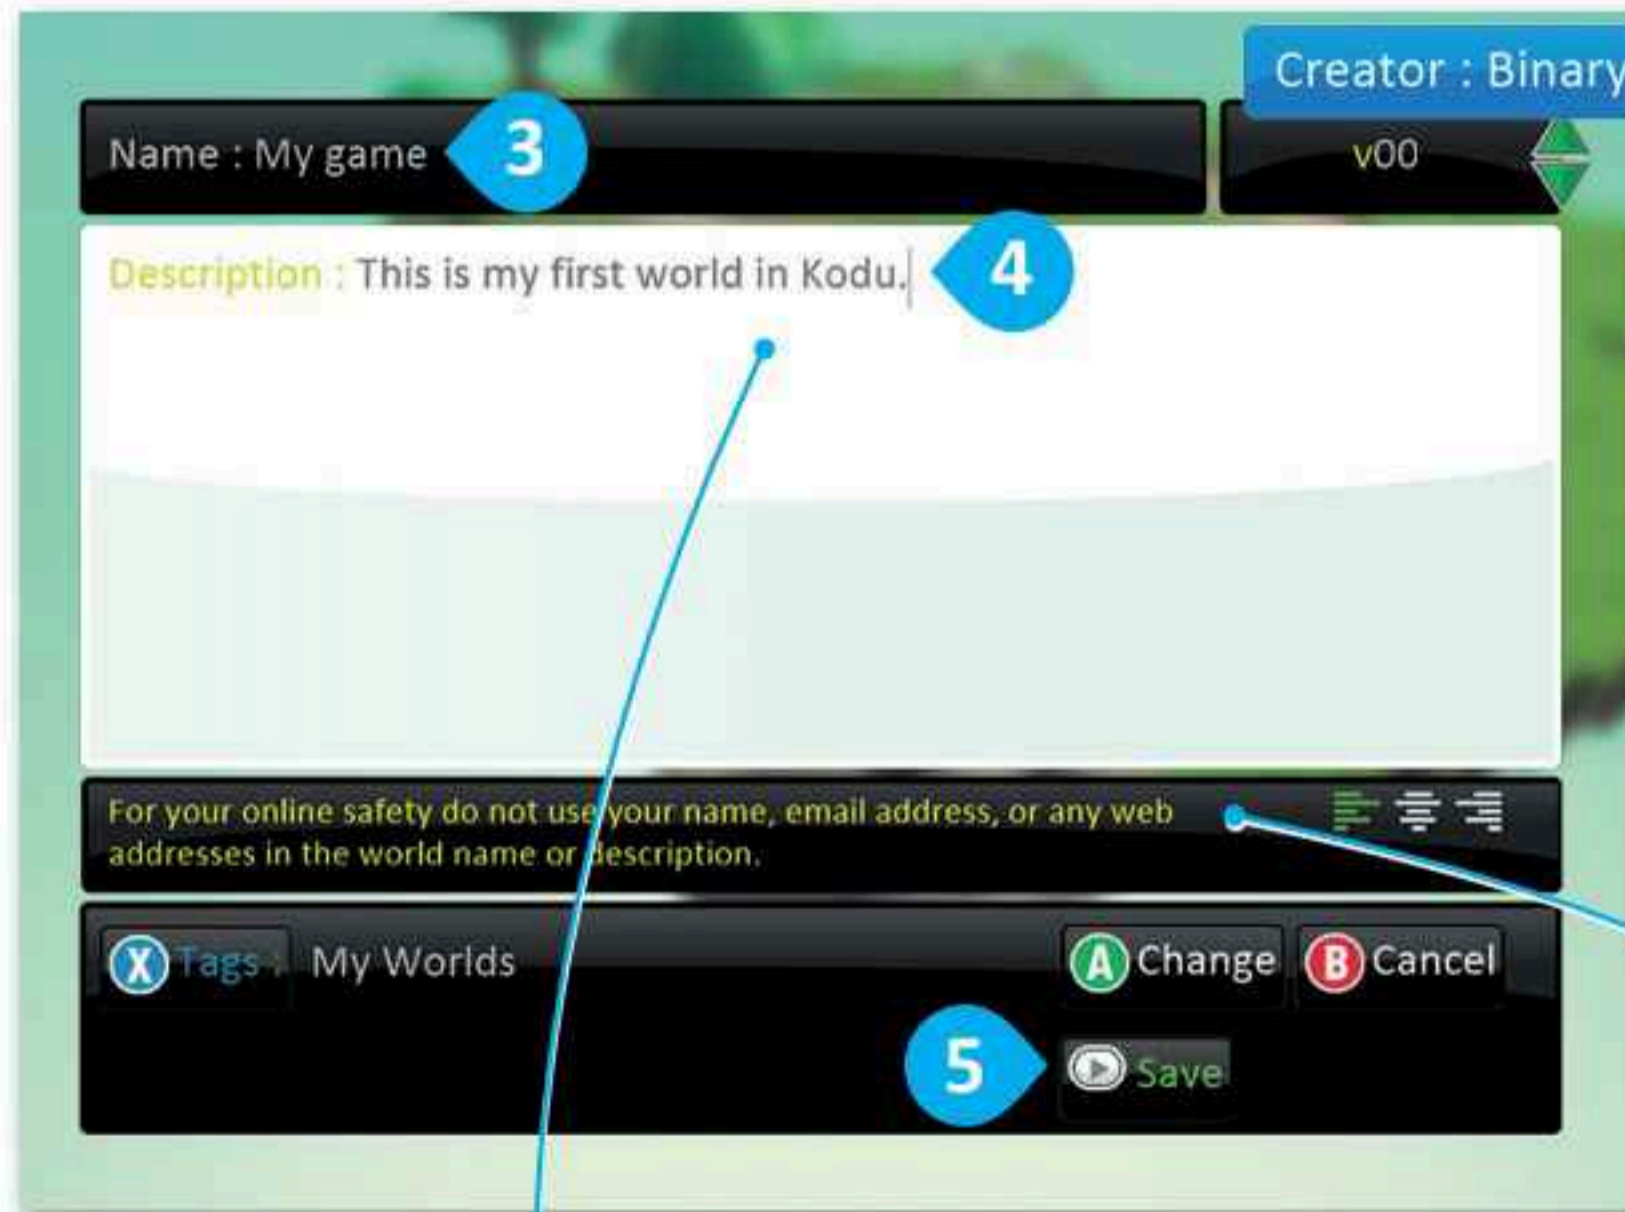 Creator : Binary
Name : My game
3
v00
Description : This is my first world in Kodu.
4
For your online safety do not use your name, email address, or any web
addresses in the world name or description.
X Tags : My Worlds
A Change
B Cancel
5
Save